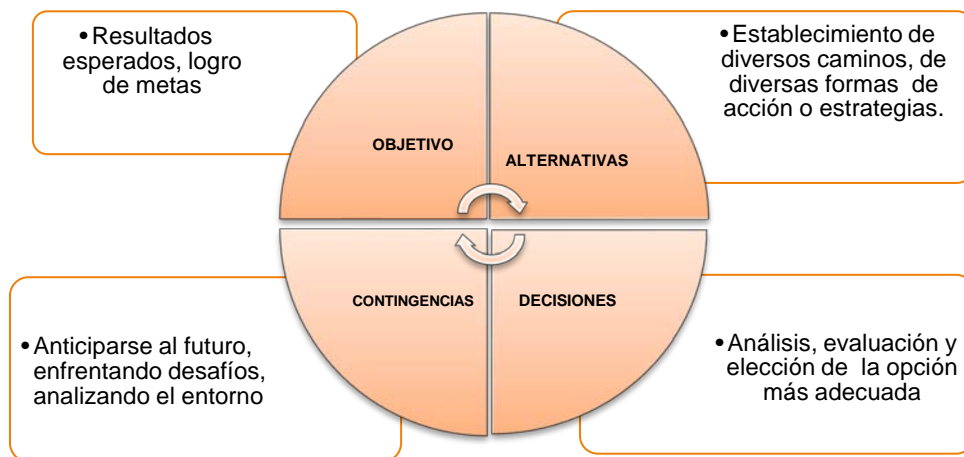 •Resultados
esperados, logro
de metas
•Establecimiento de
diversos caminos, de
diversas formas de
acción o estrategias.
OBJETIVO
ALTERNATIVAS
CONTINGENCIAS
DECISIONES
•Anticiparse al futuro,
enfrentando desafíos,
analizando el entorno
•Análisis, evaluación y
elección de la opción
más adecuada